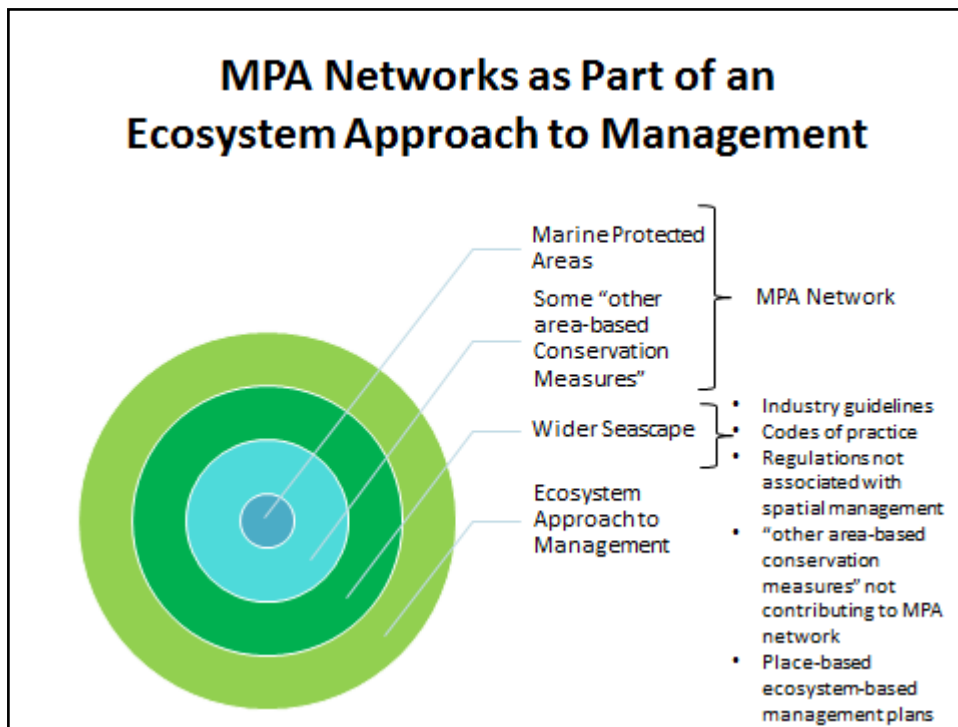 MPA Networks as Part of an
Ecosystem Approach to Management
Marine Protected
Areas
Some “other
area-based
Conservation
Measures”
MPA Network
Wider Seascape
• Industry guidelines
• Codes of practice
• Regulations not
associated with
spatial management
• “other area-based
conservation
measures” not
contributing to MPA
network
• Place-based
ecosystem-based
management plans
Ecosystem
Approach to
Management